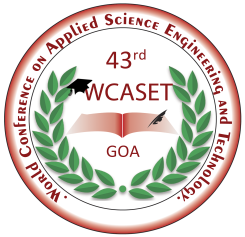 .World Conference on Applied Science Engineering and Technology.
43rd
WCASET
GOA